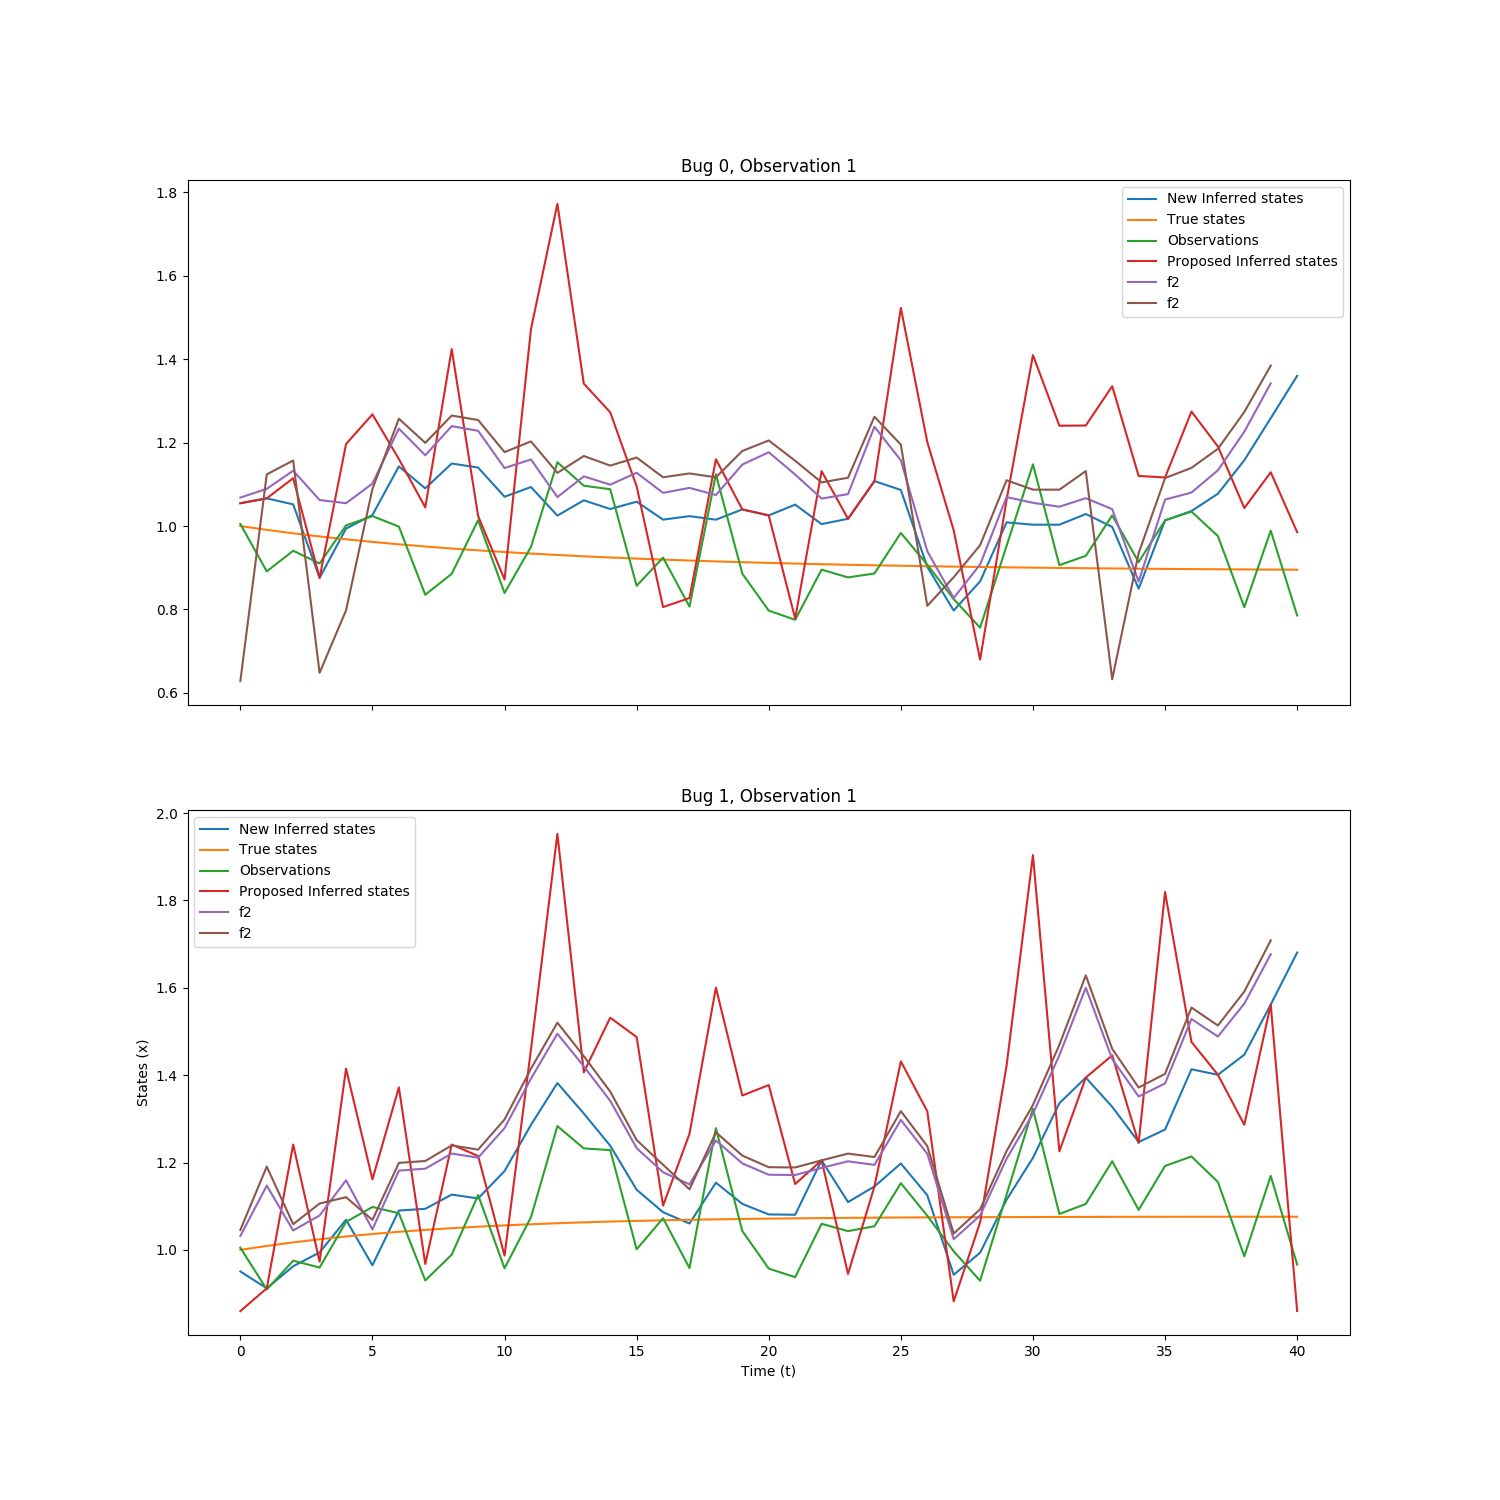 Bug 0, Observation 1
1.8
1.6
1.4
1.2
1.0
0.8
0.6
New Inferred states
True states
Observations
Proposed Inferred states
f2
f2
Bug 1, Observation 1
2.0
1.8
1.6
1.4
1.2
1.0
States (x)
New Inferred states
True states
Observations
Proposed Inferred states
f2
f2
0 5 10 15 20 25 30 35 40
Time (t)